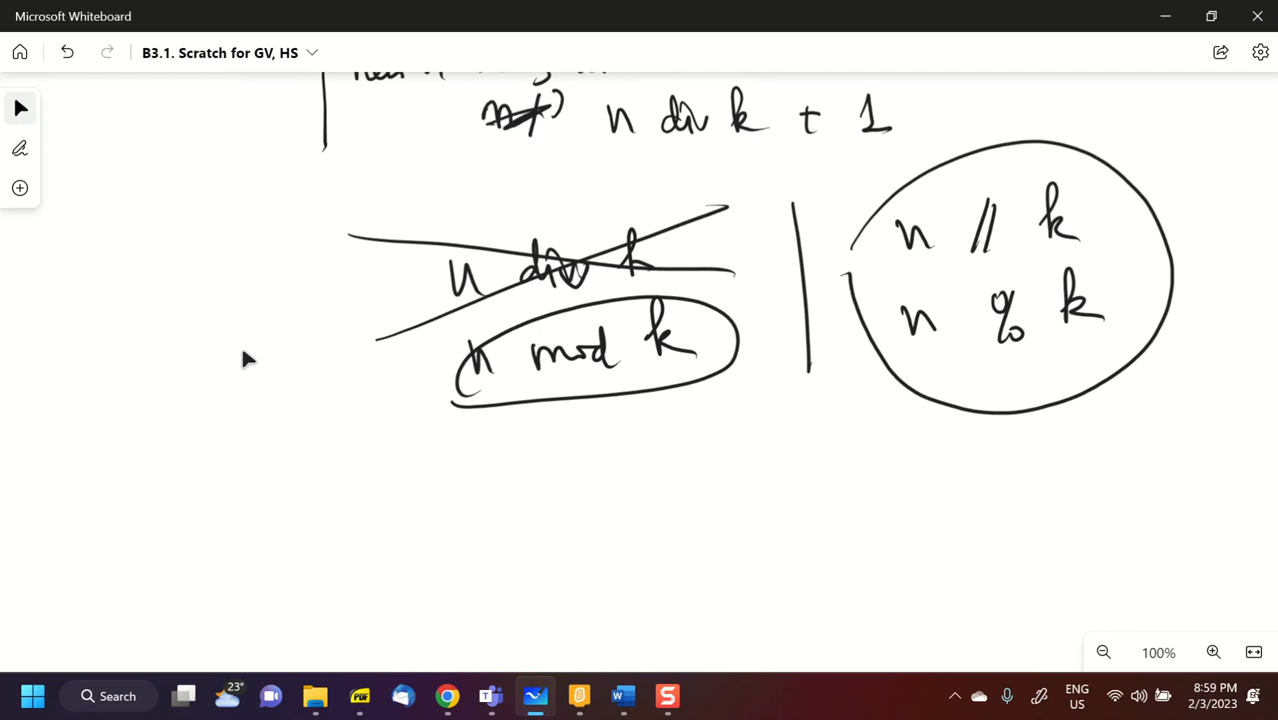 Microsoft Whiteboard
B3.1. Scratch for GV, HS
n div k + 1
n div k
n mod k
n // k
n % k
100%
23°
Search
PDF
W
S
ENG
US
8:59 PM
2/3/2023